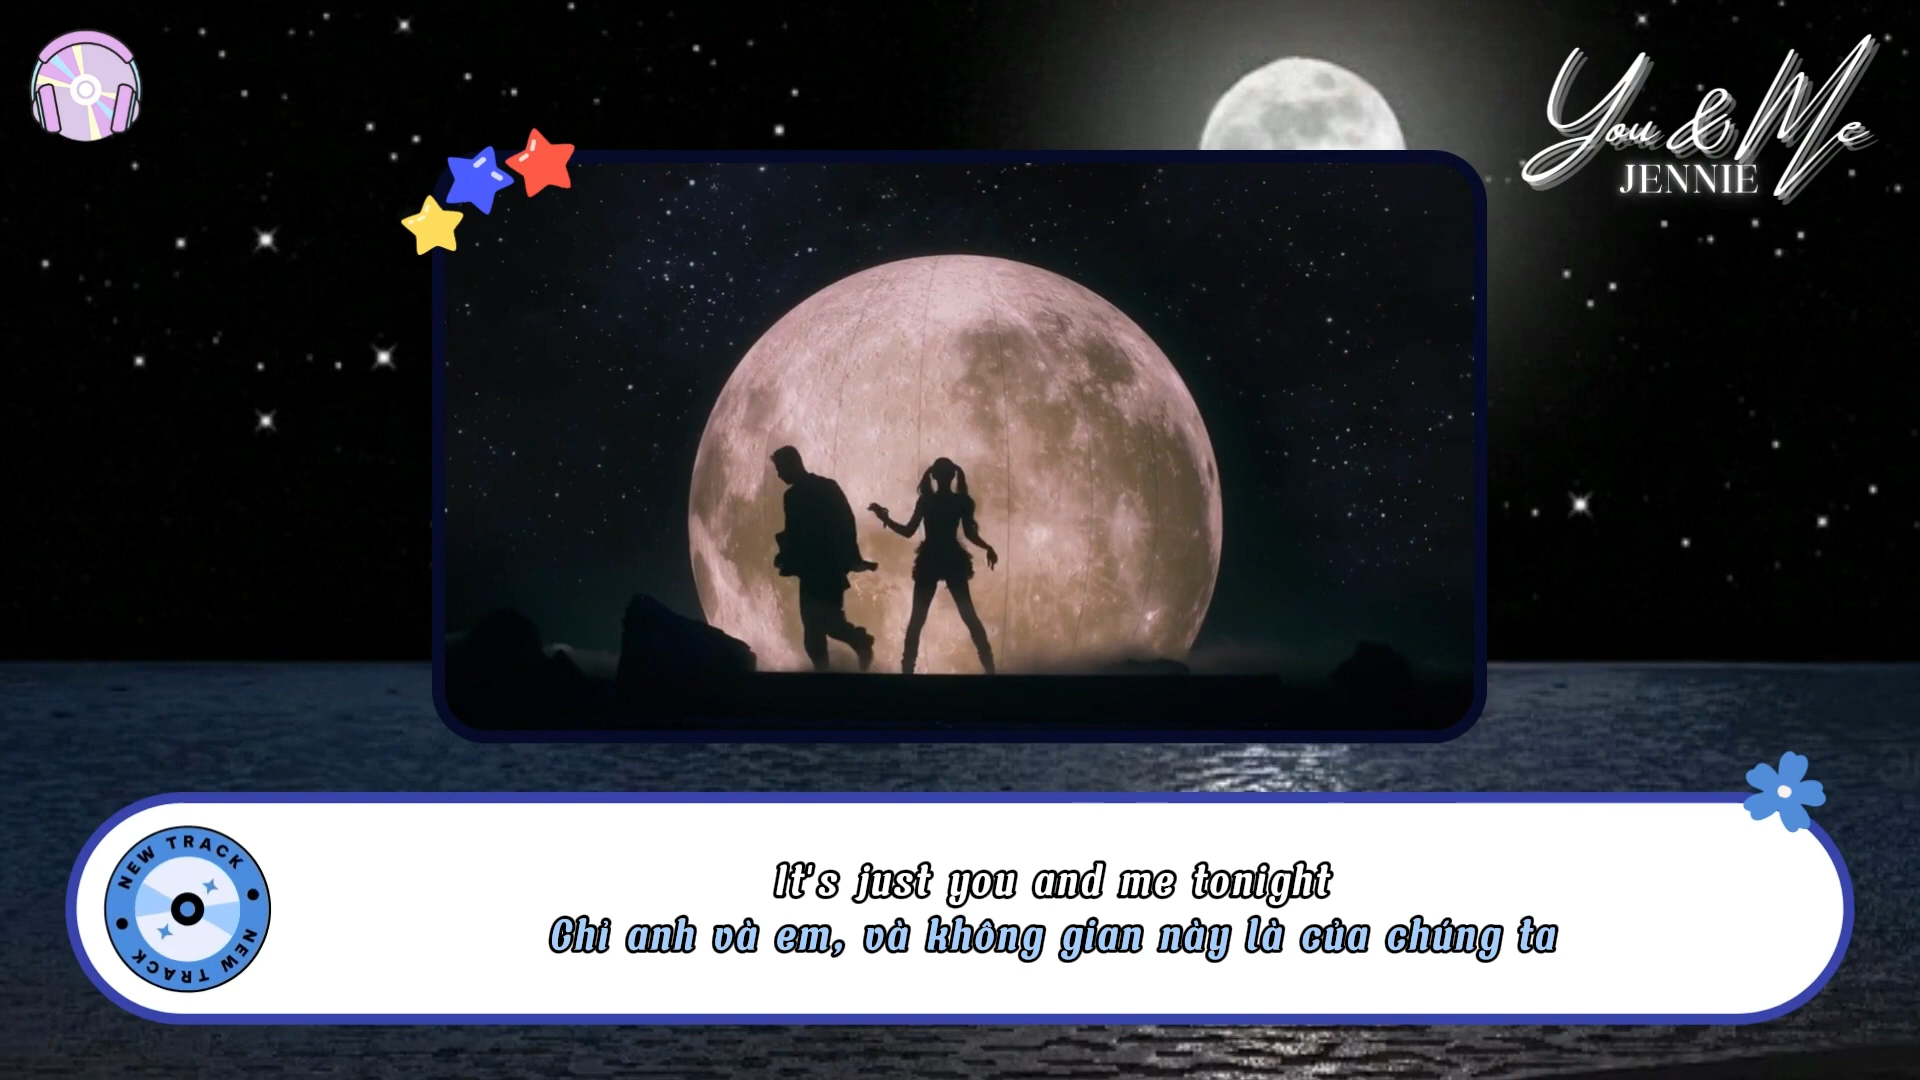 You & Me
JENNIE
NEW TRACK
NEW TRACK
It's just you and me tonight
Chỉ anh và em, và không gian này là của chúng ta